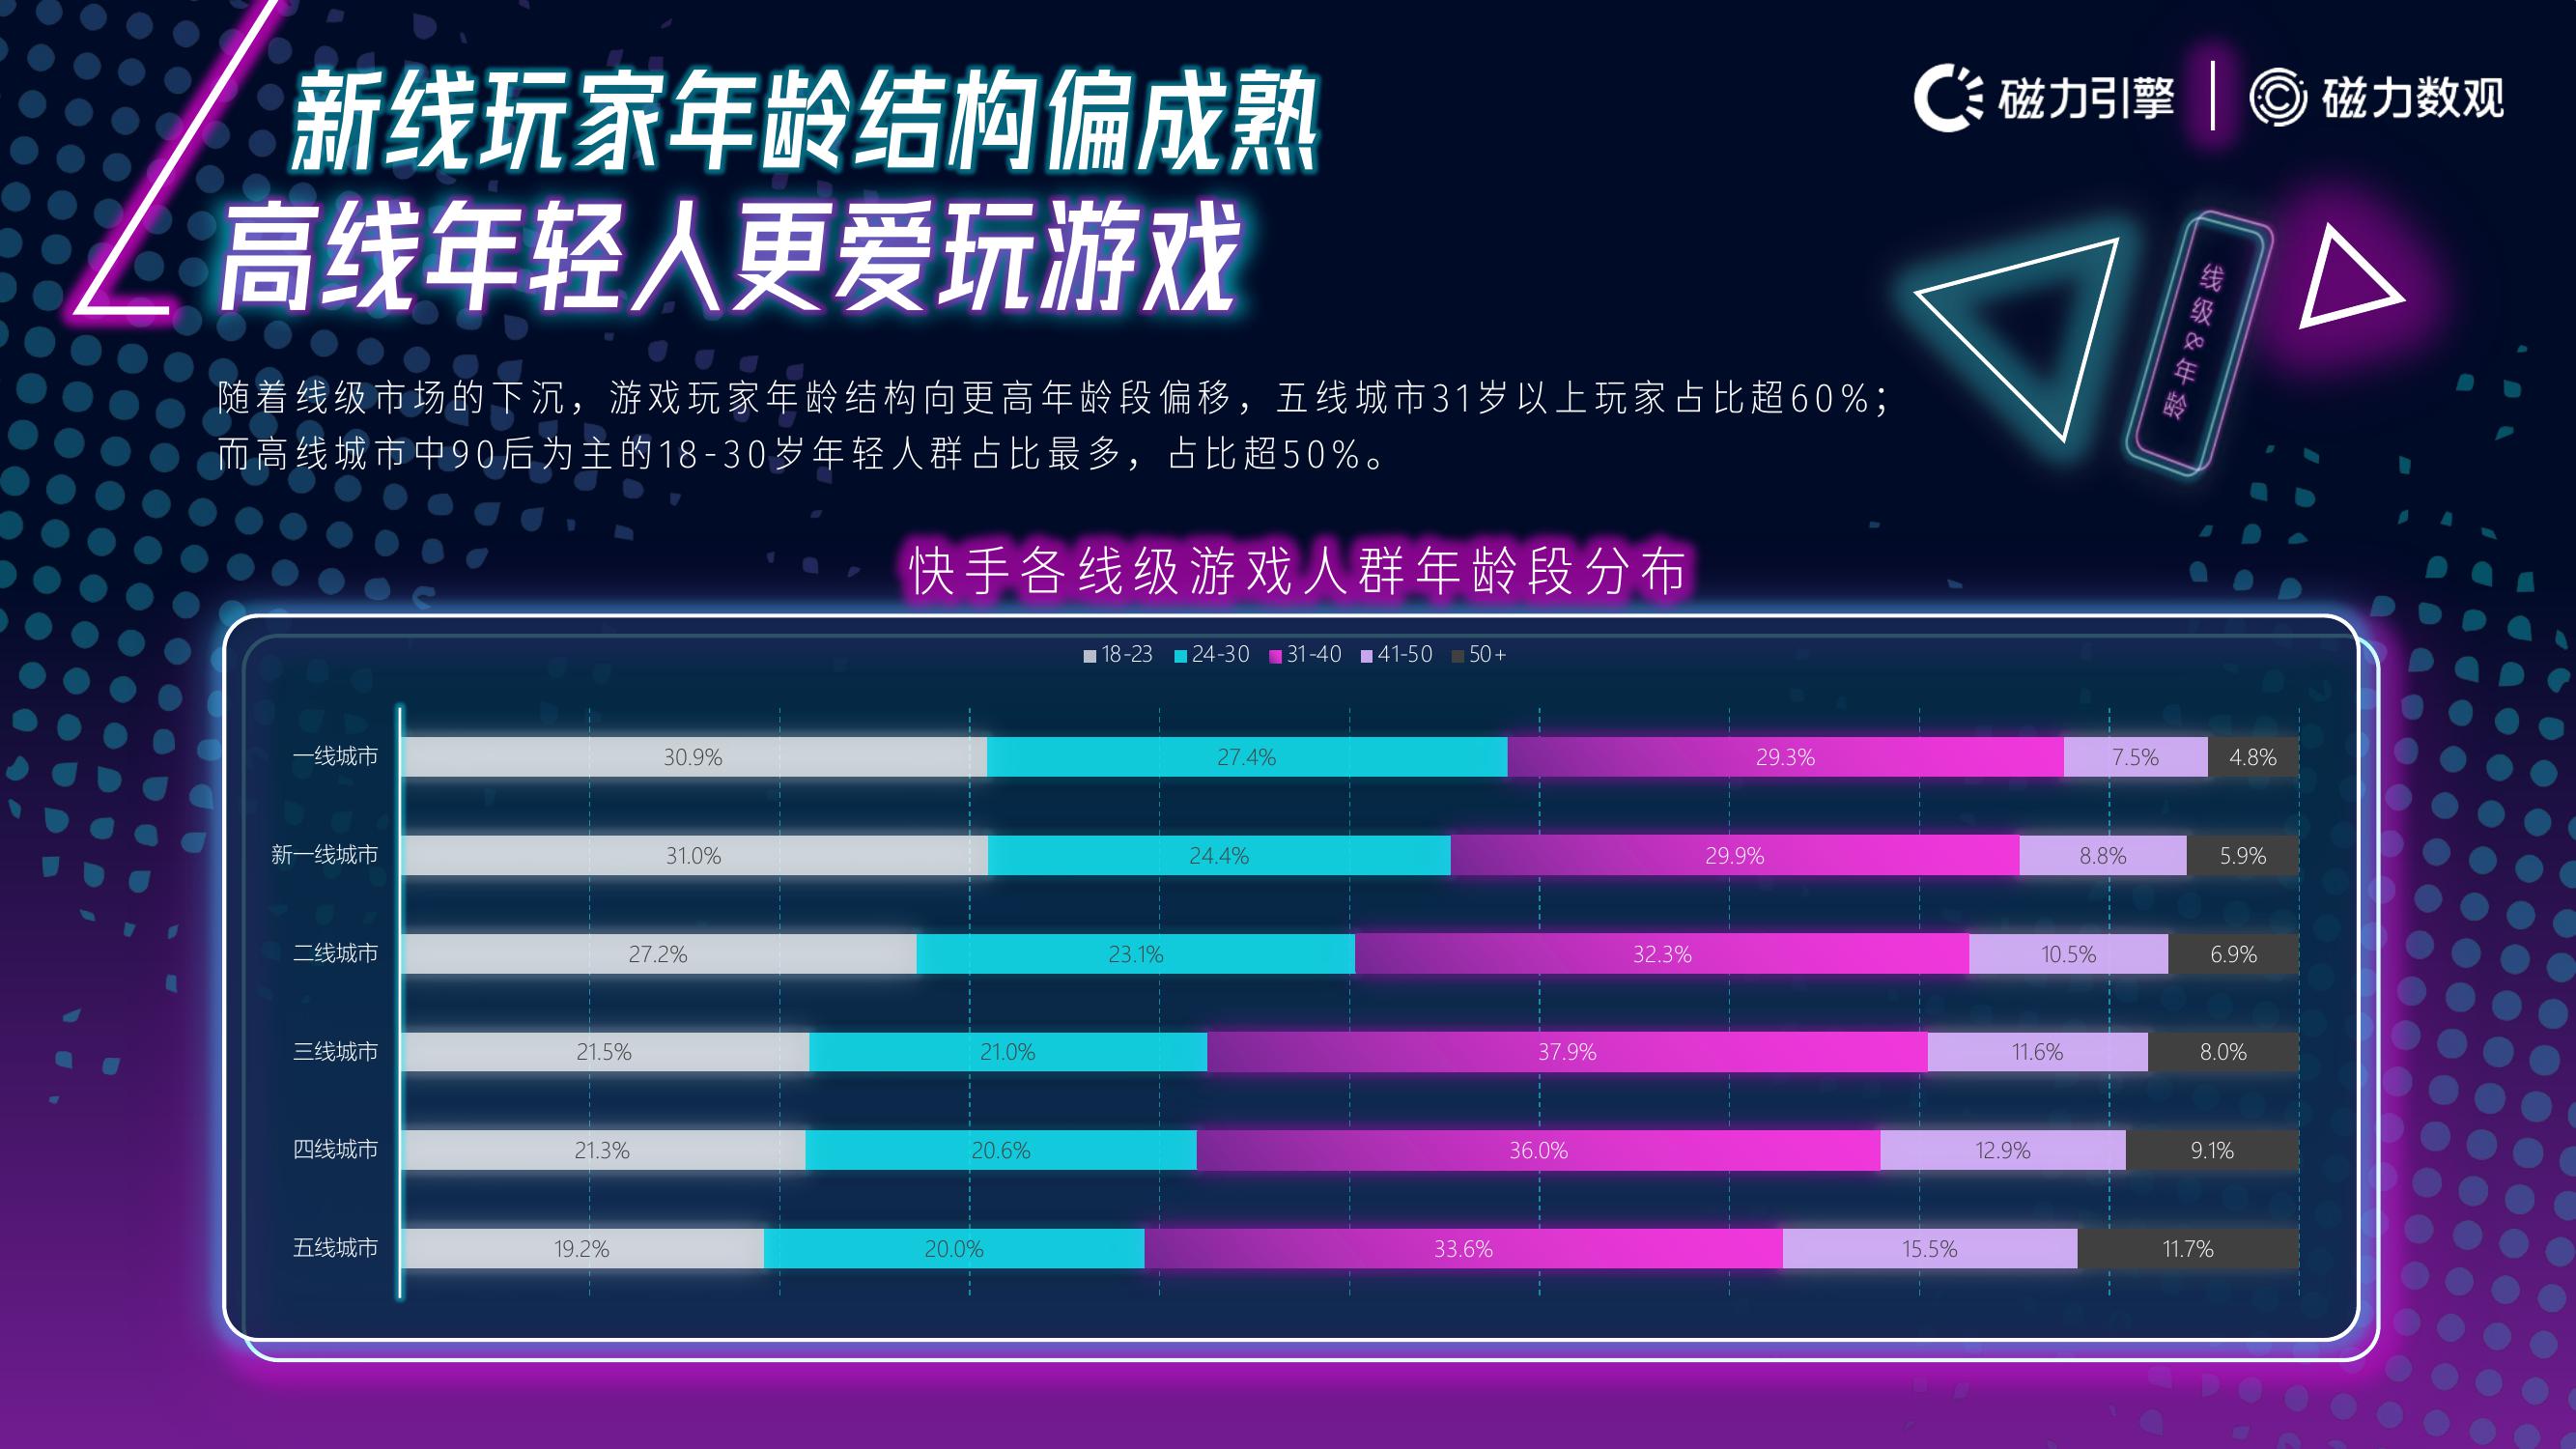 新线玩家年龄结构偏成熟
高线年轻人更爱玩游戏
磁力引擎 磁力数观
线级&年龄
随着线级市场的下沉，游戏玩家年龄结构向更高年龄段偏移，五线城市31岁以上玩家占比超60%；
而高线城市中90后为主的18-30岁年轻人群占比最多，占比超50%。
快手各线级游戏人群年龄段分布
18-23 24-30 31-40 41-50 50+
一线城市 30.9% 27.4% 29.3% 7.5% 4.8%
新一线城市 31.0% 24.4% 29.9% 8.8% 5.9%
二线城市 27.2% 23.1% 32.3% 10.5% 6.9%
三线城市 21.5% 21.0% 37.9% 11.6% 8.0%
四线城市 21.3% 20.6% 36.0% 12.9% 9.1%
五线城市 19.2% 20.0% 33.6% 15.5% 11.7%